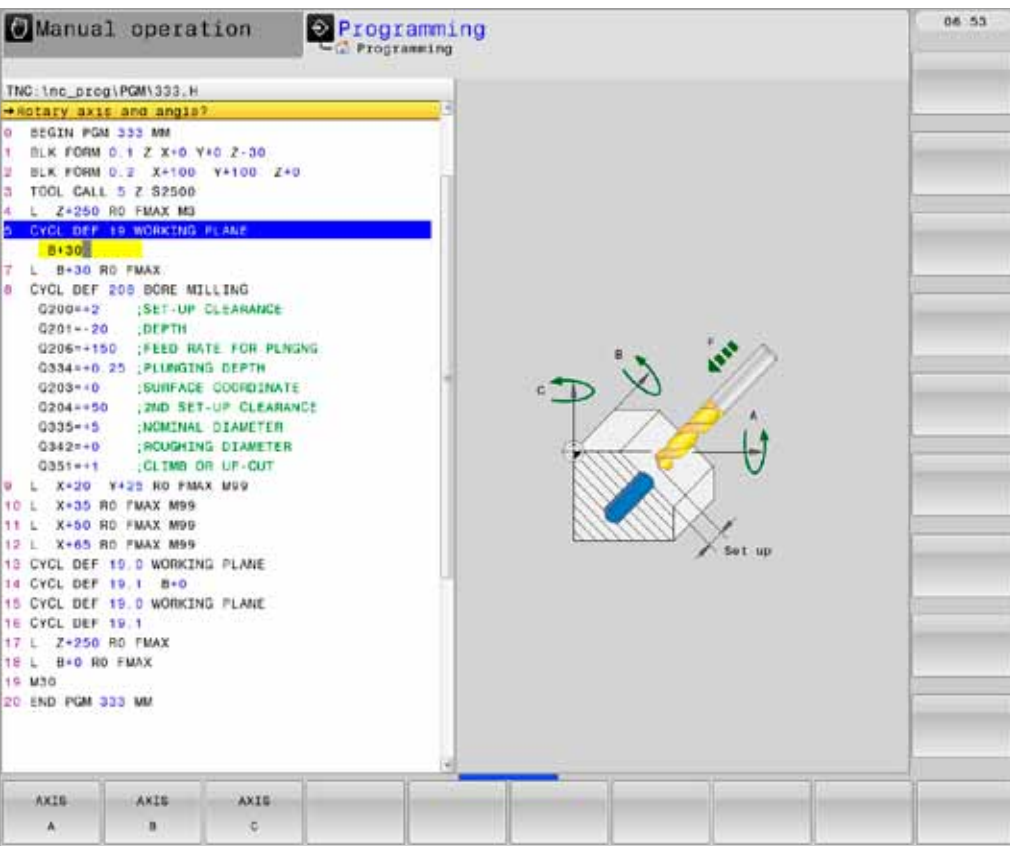 Manual operation
Programming
Programming
06:53
TNC:\nc_prog\PGM\333.H
→Rotary axis and angle?
0 BEGIN PGM 333 MM
1 BLK FORM 0.1 Z X+0 Y+0 Z-30
2 BLK FORM 0.2 X+100 Y+100 Z+0
3 TOOL CALL 5 Z S2500
4 L Z+250 R0 FMAX M3
5 CYCL DEF 19 WORKING PLANE
B+30
7 L B+30 R0 FMAX
8 CYCL DEF 208 BORE MILLING
Q200=+2 ;SET-UP CLEARANCE
Q201=-20 ;DEPTH
Q206=+150 ;FEED RATE FOR PLNGNG
Q334=+0.25 ;PLUNGING DEPTH
Q203=+0 ;SURFACE COORDINATE
Q204=+50 ;2ND SET-UP CLEARANCE
Q335=+5 ;NOMINAL DIAMETER
Q342=+0 ;ROUGHING DIAMETER
Q351=+1 ;CLIMB OR UP-CUT
9 L X+20 Y+25 R0 FMAX M99
10 L X+35 R0 FMAX M99
11 L X+50 R0 FMAX M99
12 L X+65 R0 FMAX M99
13 CYCL DEF 19.0 WORKING PLANE
14 CYCL DEF 19.1 B+0
15 CYCL DEF 19.0 WORKING PLANE
16 CYCL DEF 19.1
17 L Z+250 R0 FMAX
18 L B+0 R0 FMAX
19 M30
20 END PGM 333 MM
F
B
C
A
Set up
AXIS A
AXIS B
AXIS C